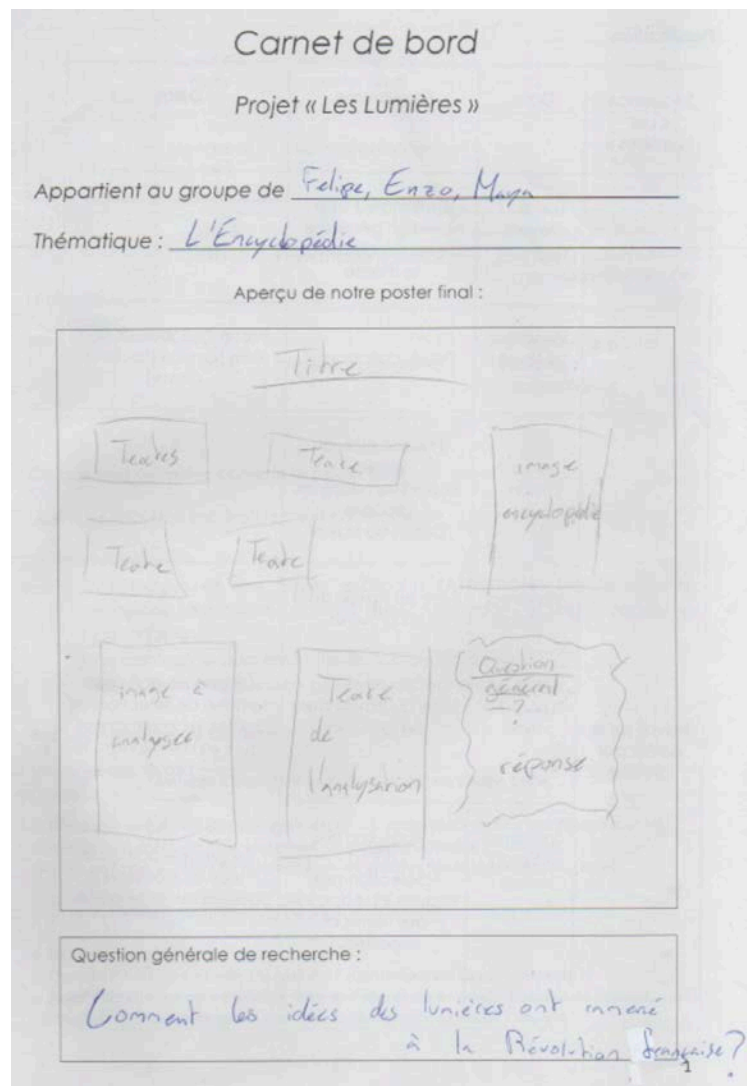 Carnet de bord
Projet « Les Lumières »
Appartient au groupe de Felipe, Enzo, Maya
Thématique : L'Encyclopédie
Aperçu de notre poster final :
Titre
Textes Texte image
encyclopédie
Texte Texte
image à
analyser
Texte
de
l'analysation
Question
général
?
réponse
Question générale de recherche :
Comment les idées des lumières ont amené
à la Révolution française ?
1